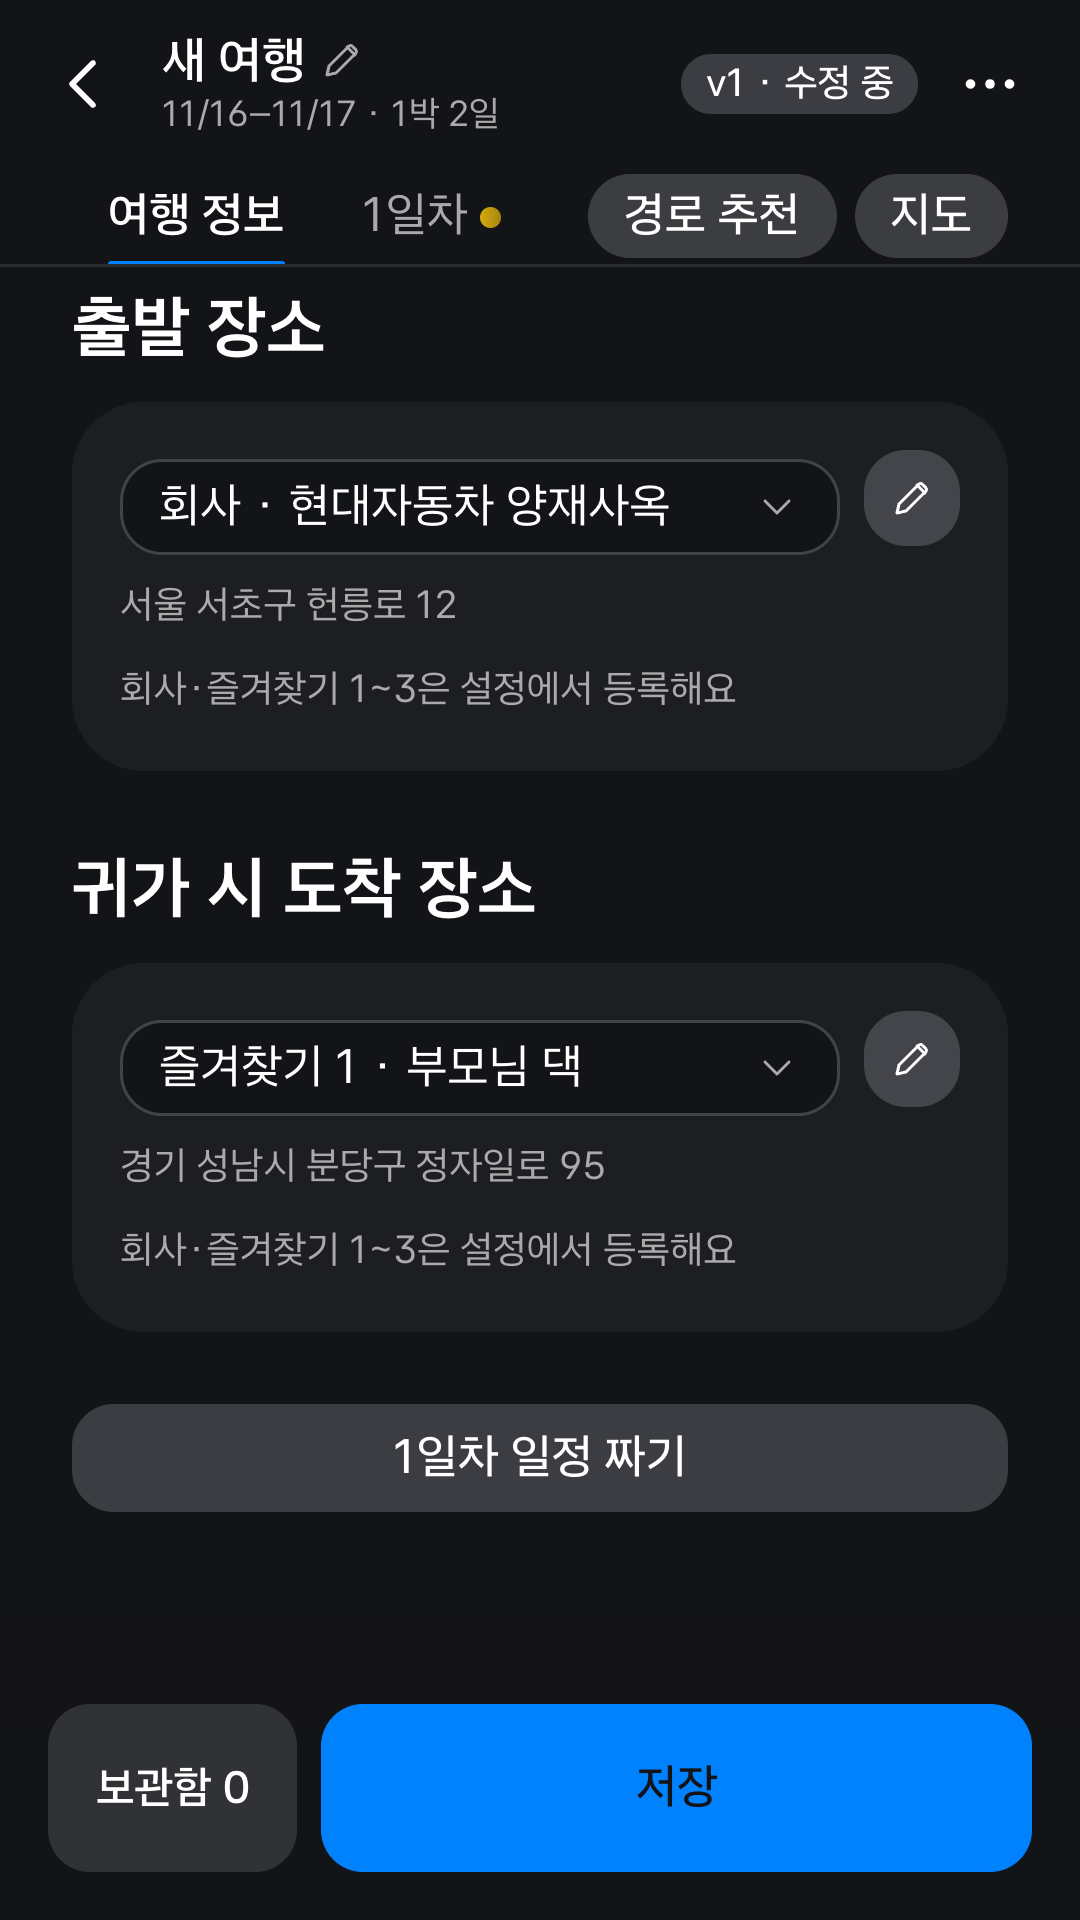 새 여행
11/16–11/17 · 1박 2일
v1 · 수정 중
여행 정보
1일차
경로 추천
지도
출발 장소
회사 · 현대자동차 양재사옥
서울 서초구 헌릉로 12
회사·즐겨찾기 1~3은 설정에서 등록해요
귀가 시 도착 장소
즐겨찾기 1 · 부모님 댁
경기 성남시 분당구 정자일로 95
회사·즐겨찾기 1~3은 설정에서 등록해요
1일차 일정 짜기
보관함 0
저장